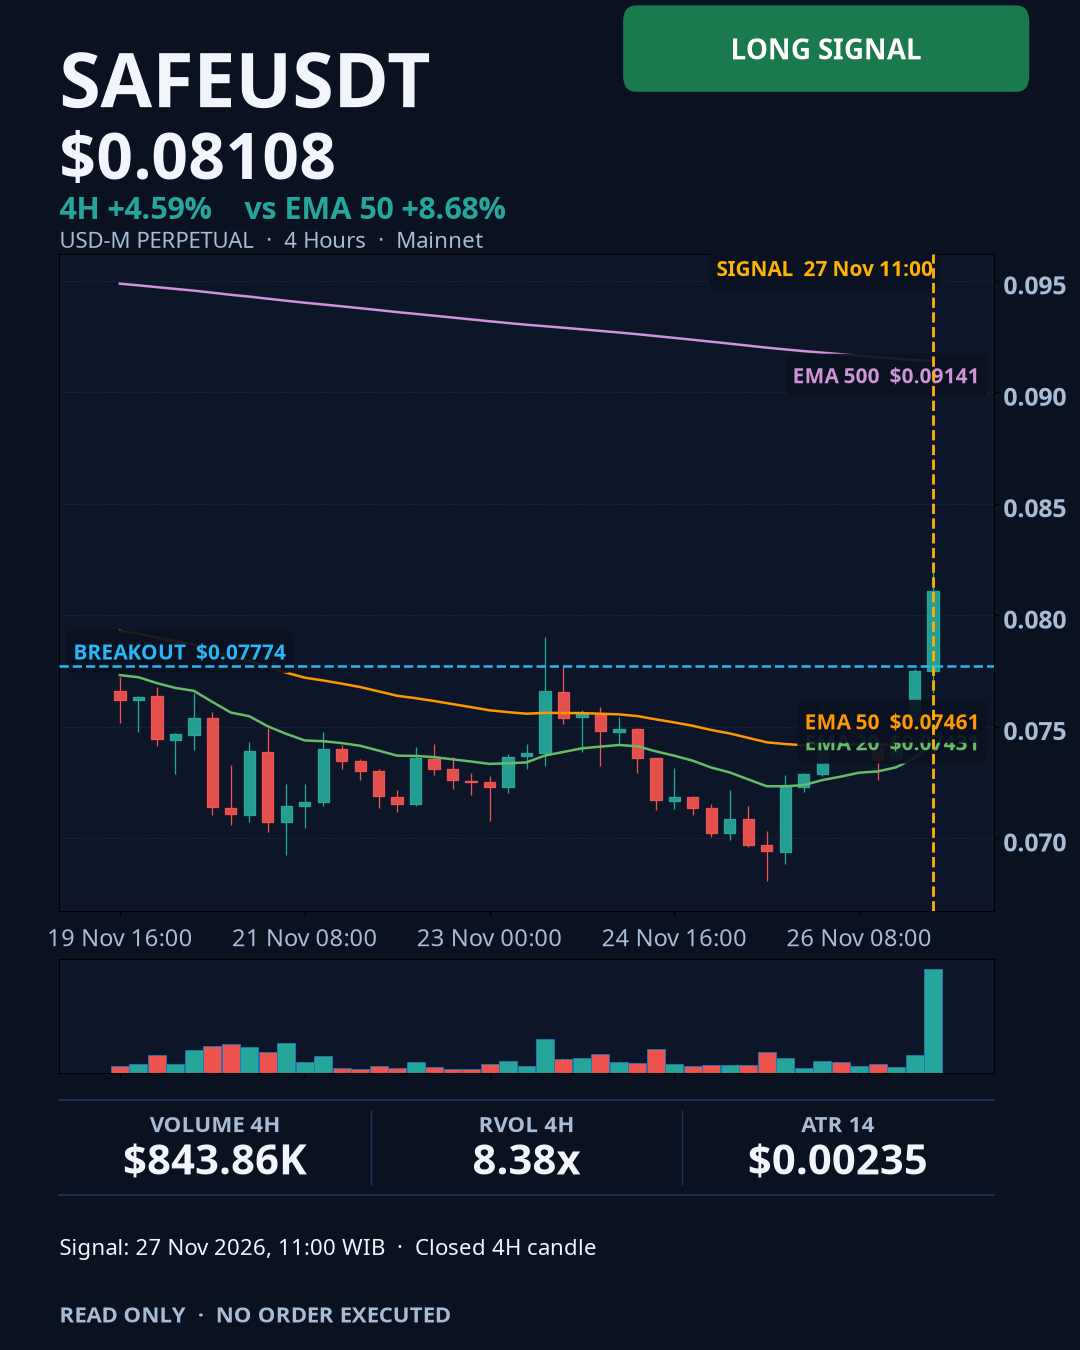 LONG SIGNAL
SAFEUSDT
$0.08108
4H +4.59% vs EMA 50 +8.68%
USD-M PERPETUAL · 4 Hours · Mainnet
SIGNAL 27 Nov 11:00
0.095
EMA 500 $0.09141
0.090
0.085
0.080
BREAKOUT $0.07774
EMA 50 $0.07461
0.075
EMA 20 $0.07431
0.070
19 Nov 16:00 21 Nov 08:00 23 Nov 00:00 24 Nov 16:00 26 Nov 08:00
VOLUME 4H RVOL 4H ATR 14
$843.86K 8.38x $0.00235
Signal: 27 Nov 2026, 11:00 WIB · Closed 4H candle
READ ONLY · NO ORDER EXECUTED